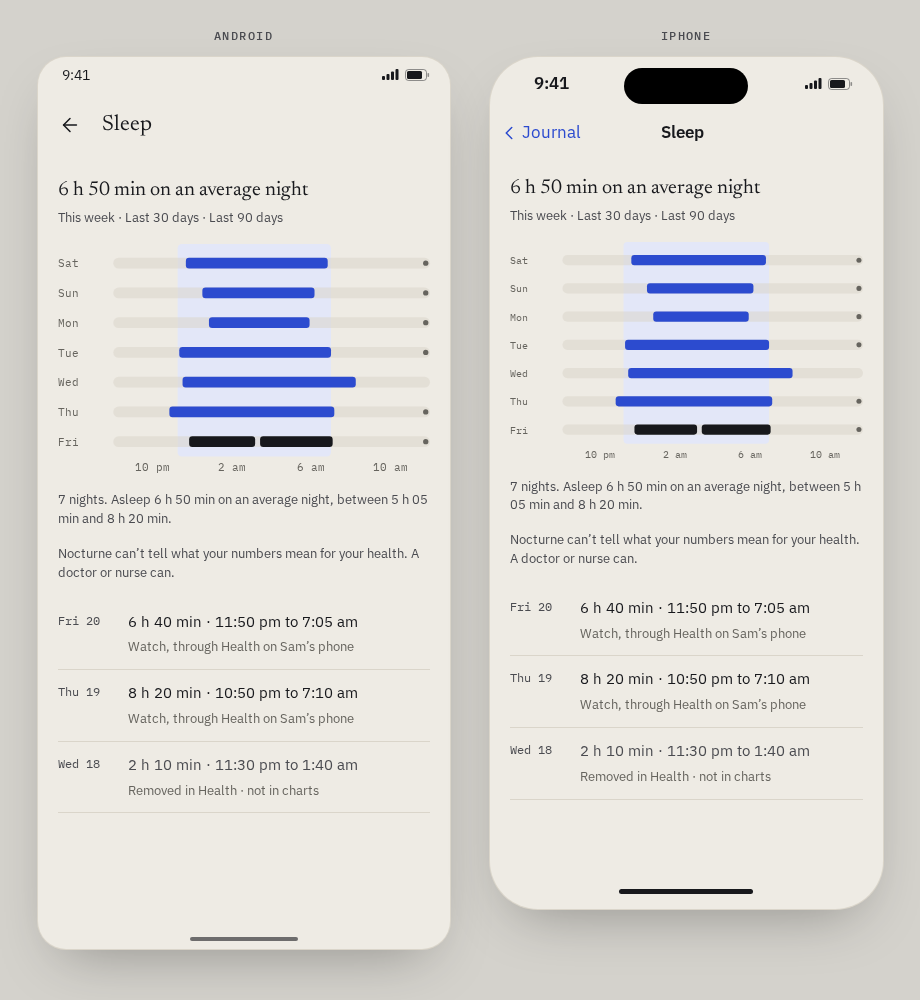 ANDROID
9:41
Sleep
6 h 50 min on an average night
This week · Last 30 days · Last 90 days
Sat
Sun
Mon
Tue
Wed
Thu
Fri
10 pm 2 am 6 am 10 am
7 nights. Asleep 6 h 50 min on an average night, between 5 h 05
min and 8 h 20 min.
Nocturne can’t tell what your numbers mean for your health. A
doctor or nurse can.
Fri 20 6 h 40 min · 11:50 pm to 7:05 am
Watch, through Health on Sam’s phone
Thu 19 8 h 20 min · 10:50 pm to 7:10 am
Watch, through Health on Sam’s phone
Wed 18 2 h 10 min · 11:30 pm to 1:40 am
Removed in Health · not in charts
IPHONE
9:41
Journal Sleep
6 h 50 min on an average night
This week · Last 30 days · Last 90 days
Sat
Sun
Mon
Tue
Wed
Thu
Fri
10 pm 2 am 6 am 10 am
7 nights. Asleep 6 h 50 min on an average night, between 5 h
05 min and 8 h 20 min.
Nocturne can’t tell what your numbers mean for your health.
A doctor or nurse can.
Fri 20 6 h 40 min · 11:50 pm to 7:05 am
Watch, through Health on Sam’s phone
Thu 19 8 h 20 min · 10:50 pm to 7:10 am
Watch, through Health on Sam’s phone
Wed 18 2 h 10 min · 11:30 pm to 1:40 am
Removed in Health · not in charts